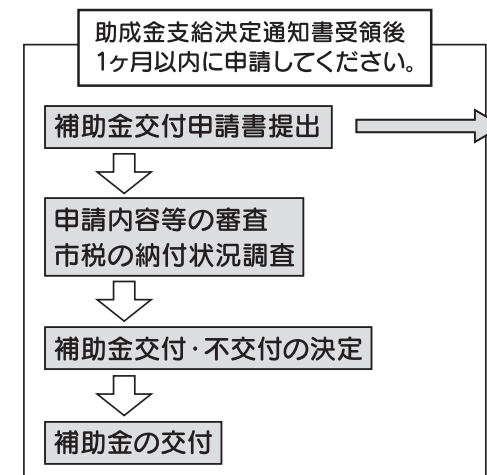 助成金支給決定通知書受領後
1ヶ月以内に申請してください。
補助金交付申請書提出
申請内容等の審査
市税の納付状況調査
補助金交付・不交付の決定
補助金の交付